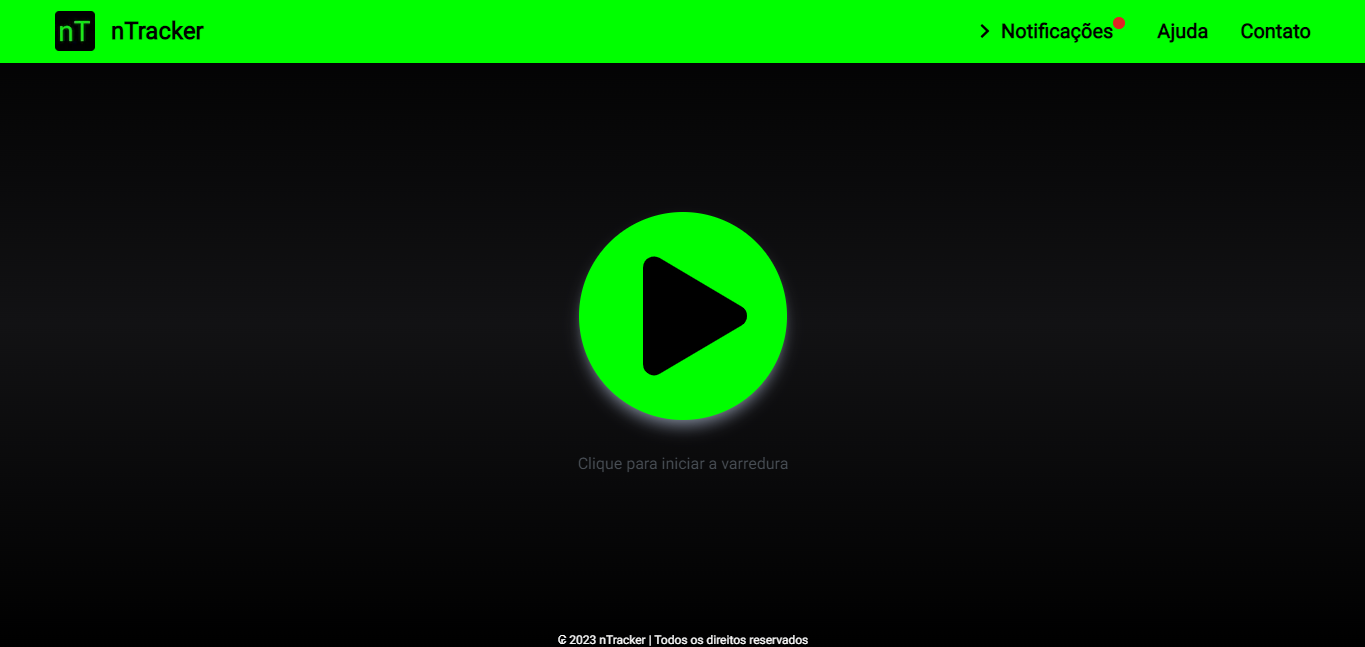 nT nTracker
Notificações Ajuda Contato
Clique para iniciar a varredura
© 2023 nTracker | Todos os direitos reservados